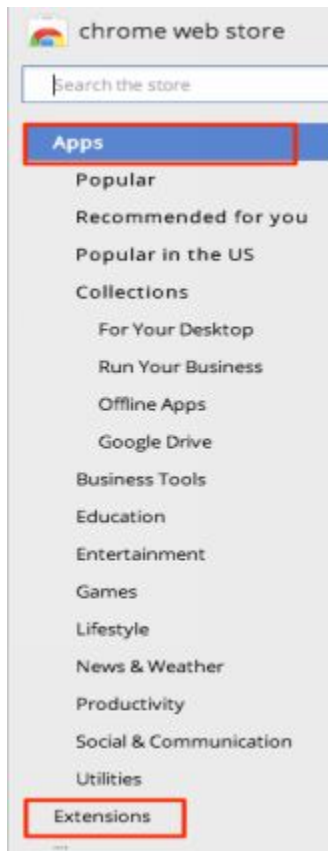 chrome web store
Search the store
Apps
Popular
Recommended for you
Popular in the US
Collections
For Your Desktop
Run Your Business
Offline Apps
Google Drive
Business Tools
Education
Entertainment
Games
Lifestyle
News & Weather
Productivity
Social & Communication
Utilities
Extensions